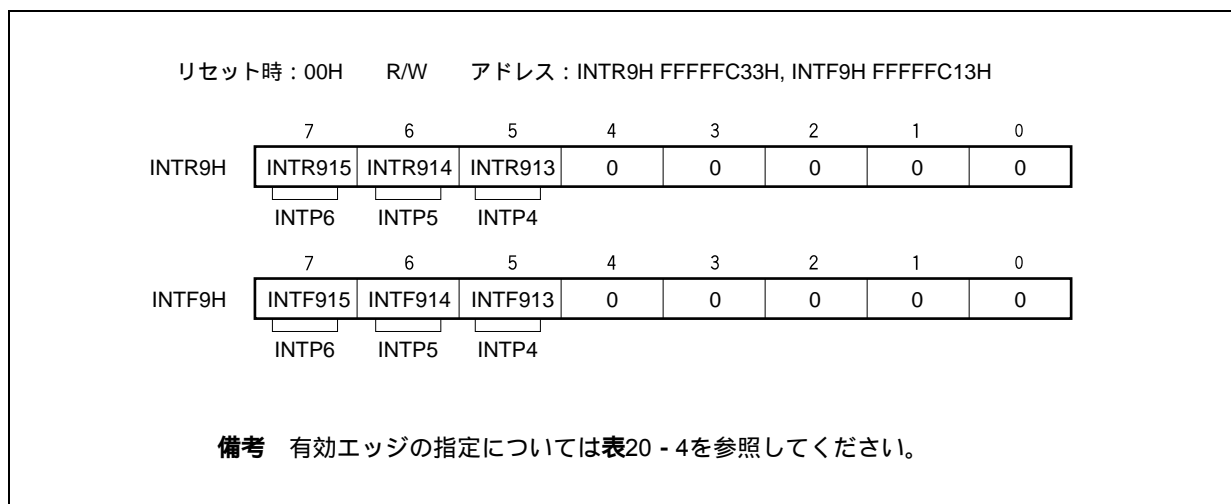 リセット時：00H R/W アドレス：INTR9H FFFFFC33H, INTF9H FFFFFC13H
7 6 5 4 3 2 1 0
INTR9H INTR915 INTR914 INTR913 0 0 0 0 0
INTP6 INTP5 INTP4
7 6 5 4 3 2 1 0
INTF9H INTF915 INTF914 INTF913 0 0 0 0 0
INTP6 INTP5 INTP4
備考 有効エッジの指定については表20 - 4を参照してください。